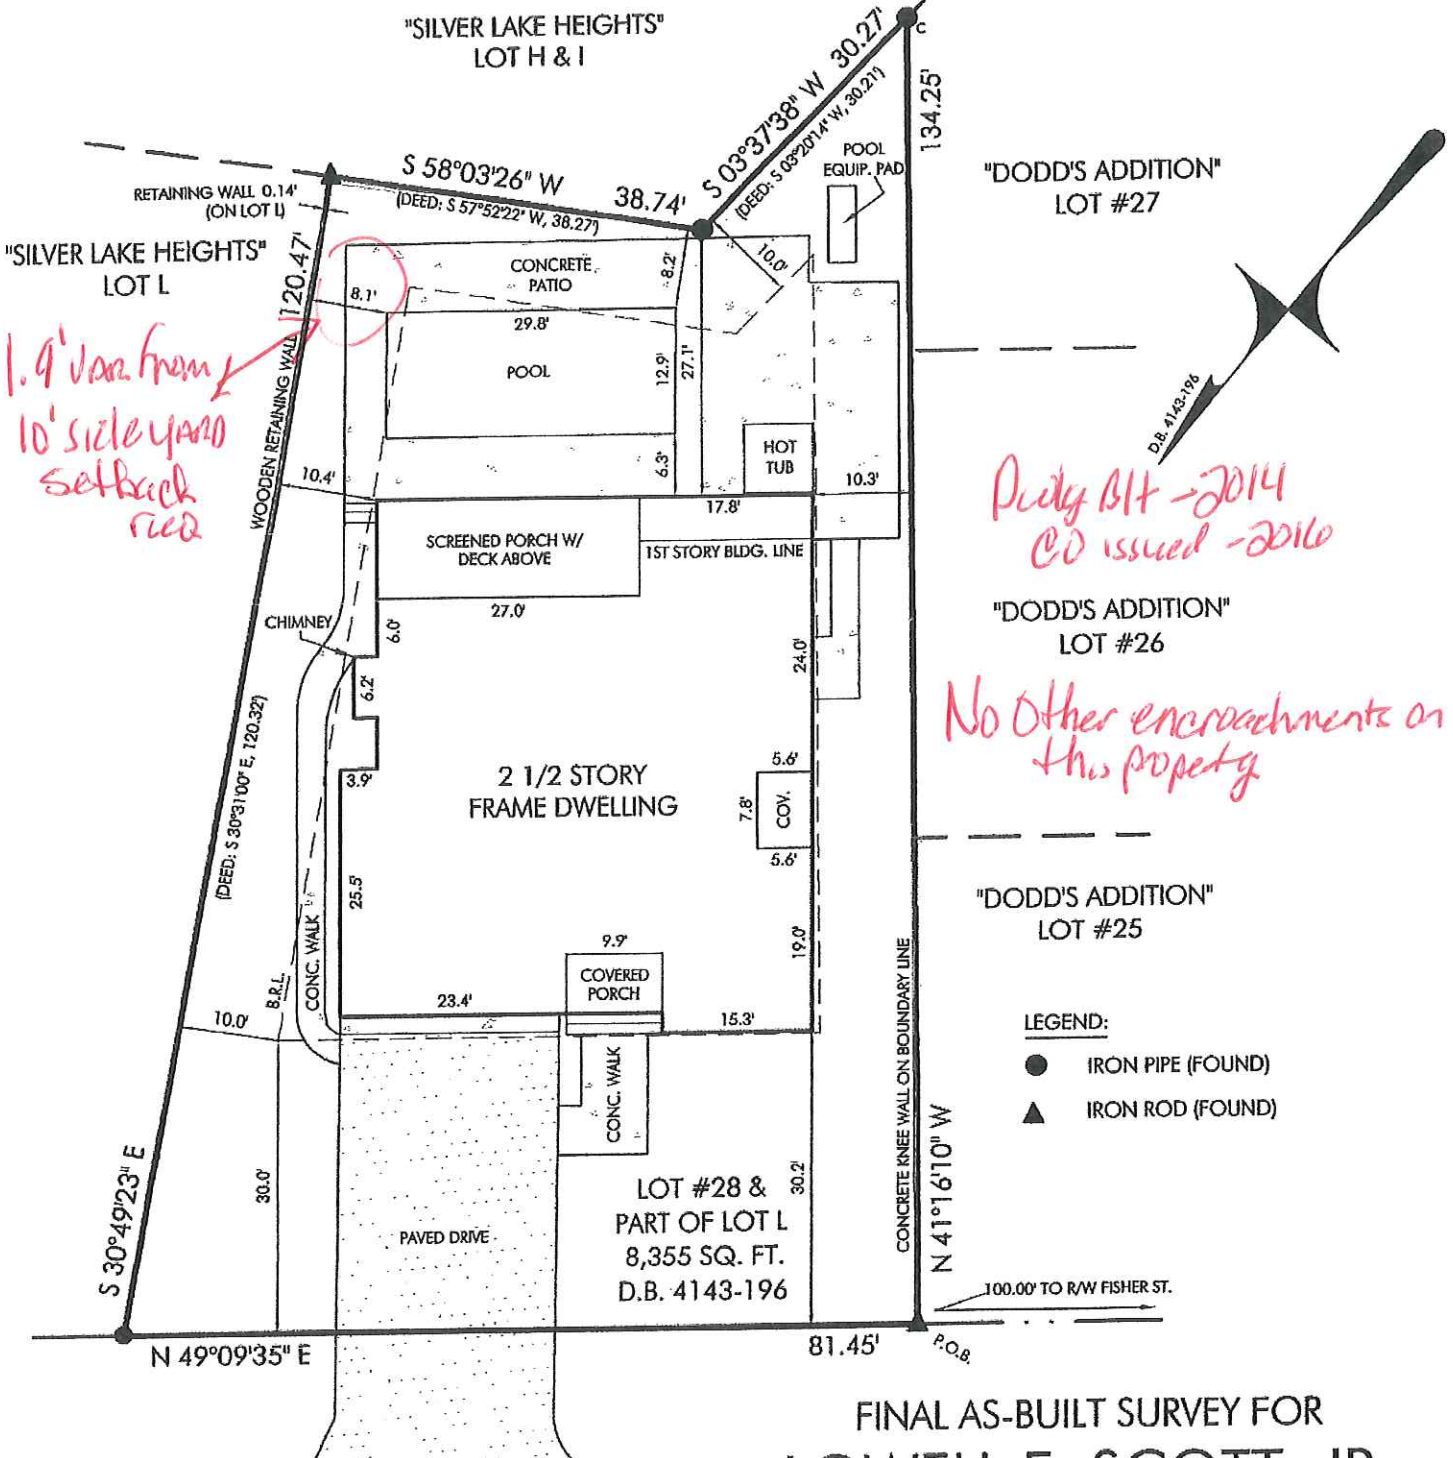 "SILVER LAKE HEIGHTS"
LOT H & I
S 03°37'38" W 30.27'
(DEED: S 03°20'14" W, 30.21')
C
134.25'
S 58°03'26" W 38.74'
(DEED: S 57°52'22" W, 38.27')
RETAINING WALL 0.14'
(ON LOT L)
POOL
EQUIP. PAD
"DODD'S ADDITION"
LOT #27
"SILVER LAKE HEIGHTS"
LOT L
120.47'
CONCRETE
PATIO
8.2'
10.0'
8.1'
29.8'
POOL
12.9'
27.1'
WOODEN RETAINING WALL
1.9' Var. from
10' side yard
setback
req
D.B. 4143-196
HOT
TUB
6.3'
10.4'
10.3'
17.8'
SCREENED PORCH W/
DECK ABOVE
1ST STORY BLDG. LINE
27.0'
Blt - 2014
CO issued - 2016
"DODD'S ADDITION"
LOT #26
CHIMNEY
6.0'
6.2'
24.0'
No Other encroachments on
this property
(DEED: S 30°31'00" E, 120.32')
3.9'
2 1/2 STORY
FRAME DWELLING
5.6'
7.8'
COV.
5.6'
25.5'
19.0'
"DODD'S ADDITION"
LOT #25
CONC. WALK
B.R.L.
9.9'
COVERED
PORCH
23.4'
15.3'
10.0'
CONCRETE KNEE WALL ON BOUNDARY LINE
LEGEND:
IRON PIPE (FOUND)
IRON ROD (FOUND)
CONC. WALK
30.0'
30.2'
S 30°49'23" E
N 41°16'10" W
LOT #28 &
PART OF LOT L
8,355 SQ. FT.
D.B. 4143-196
PAVED DRIVE
100.00' TO R/W FISHER ST.
N 49°09'35" E
81.45'
P.O.B.
FINAL AS-BUILT SURVEY FOR
LOWELL E. SCOTT, JR.